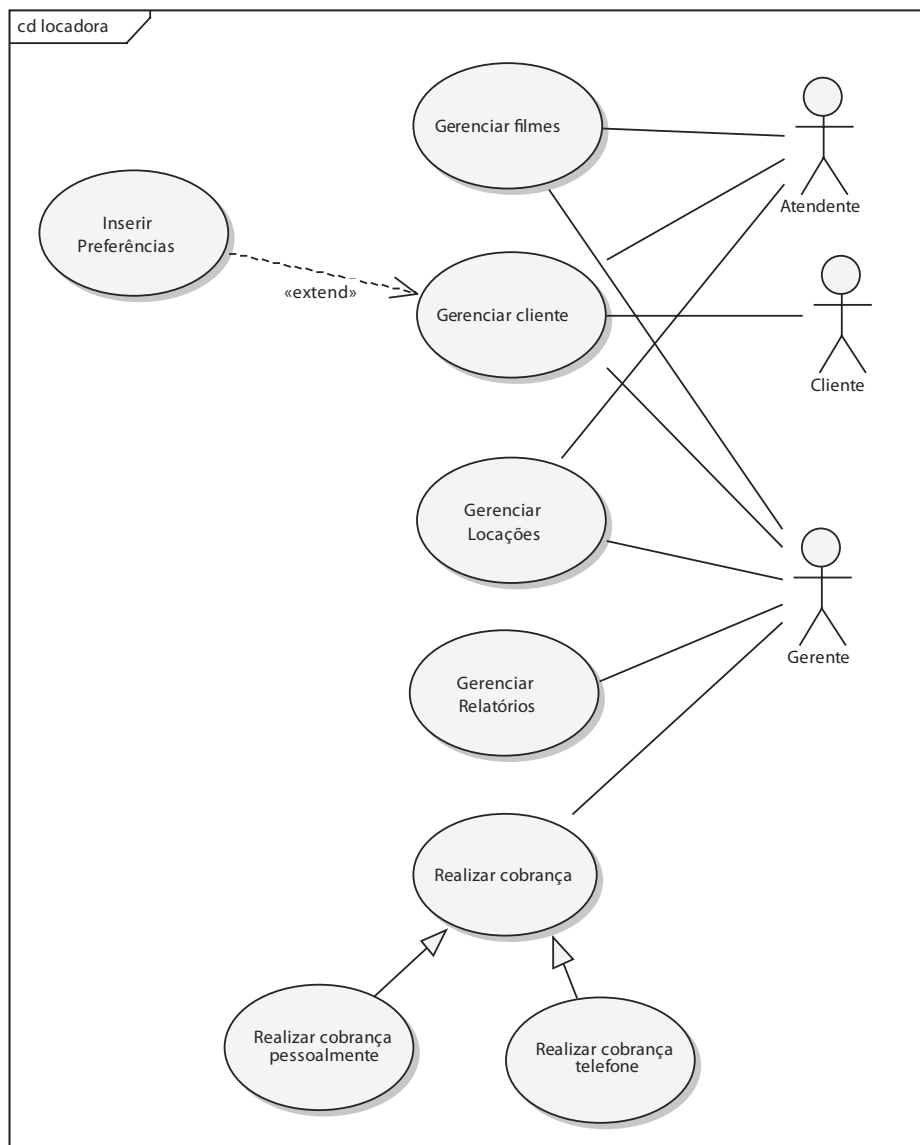 cd locadora
Gerenciar filmes
Atendente
Inserir
Preferências
«extend»
Gerenciar cliente
Cliente
Gerenciar
Locações
Gerente
Gerenciar
Relatórios
Realizar cobrança
Realizar cobrança
pessoalmente
Realizar cobrança
telefone